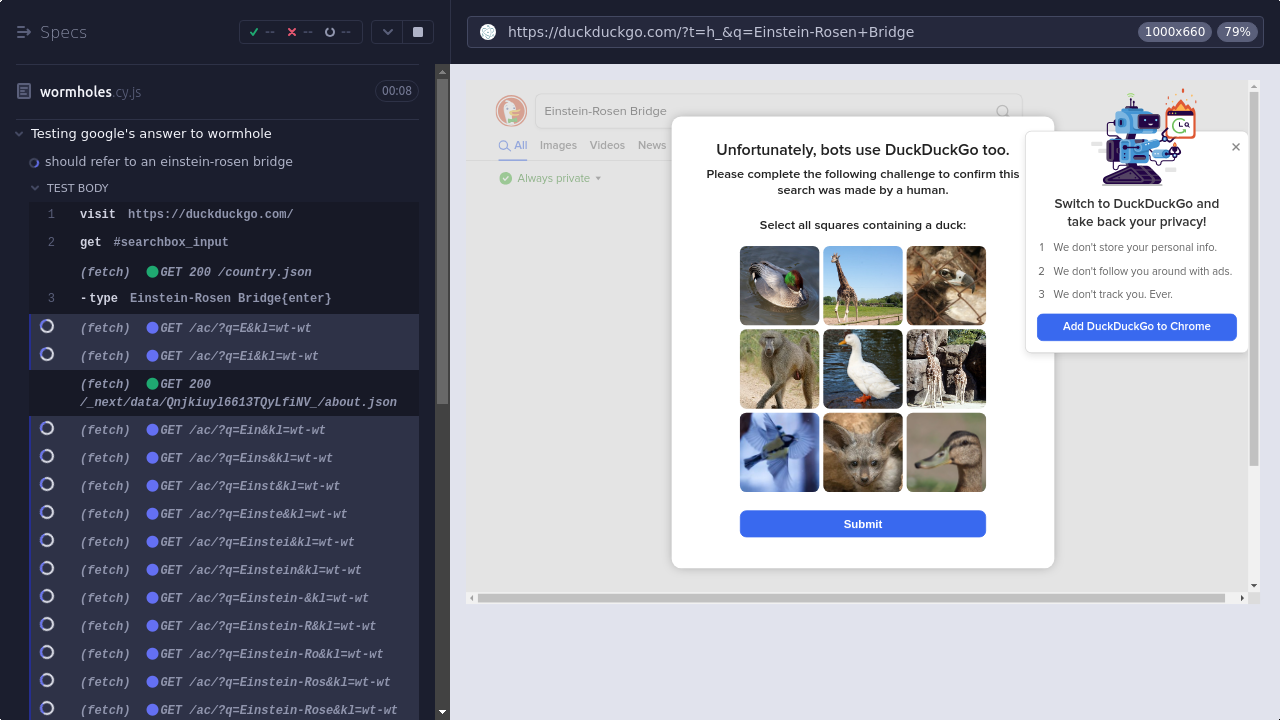 Specs
--
--
--
https://duckduckgo.com/?t=h_&q=Einstein-Rosen+Bridge
1000x660
79%
wormholes.cy.js
00:08
Testing google's answer to wormhole
should refer to an einstein-rosen bridge
TEST BODY
1 visit https://duckduckgo.com/
2 get #searchbox_input
(fetch) GET 200 /country.json
3 -type Einstein-Rosen Bridge{enter}
(fetch) GET /ac/?q=E&kl=wt-wt
(fetch) GET /ac/?q=Ei&kl=wt-wt
(fetch) GET 200
/_next/data/Qnjkiuyl6613TQyLfiNV_/about.json
(fetch) GET /ac/?q=Ein&kl=wt-wt
(fetch) GET /ac/?q=Eins&kl=wt-wt
(fetch) GET /ac/?q=Einst&kl=wt-wt
(fetch) GET /ac/?q=Einste&kl=wt-wt
(fetch) GET /ac/?q=Einstei&kl=wt-wt
(fetch) GET /ac/?q=Einstein&kl=wt-wt
(fetch) GET /ac/?q=Einstein-&kl=wt-wt
(fetch) GET /ac/?q=Einstein-R&kl=wt-wt
(fetch) GET /ac/?q=Einstein-Ro&kl=wt-wt
(fetch) GET /ac/?q=Einstein-Ros&kl=wt-wt
(fetch) GET /ac/?q=Einstein-Rose&kl=wt-wt
Einstein-Rosen Bridge
All Images Videos News
Always private
Unfortunately, bots use DuckDuckGo too.
Please complete the following challenge to confirm this
search was made by a human.
Select all squares containing a duck:
Submit
Switch to DuckDuckGo and
take back your privacy!
1 We don't store your personal info.
2 We don't follow you around with ads.
3 We don't track you. Ever.
Add DuckDuckGo to Chrome